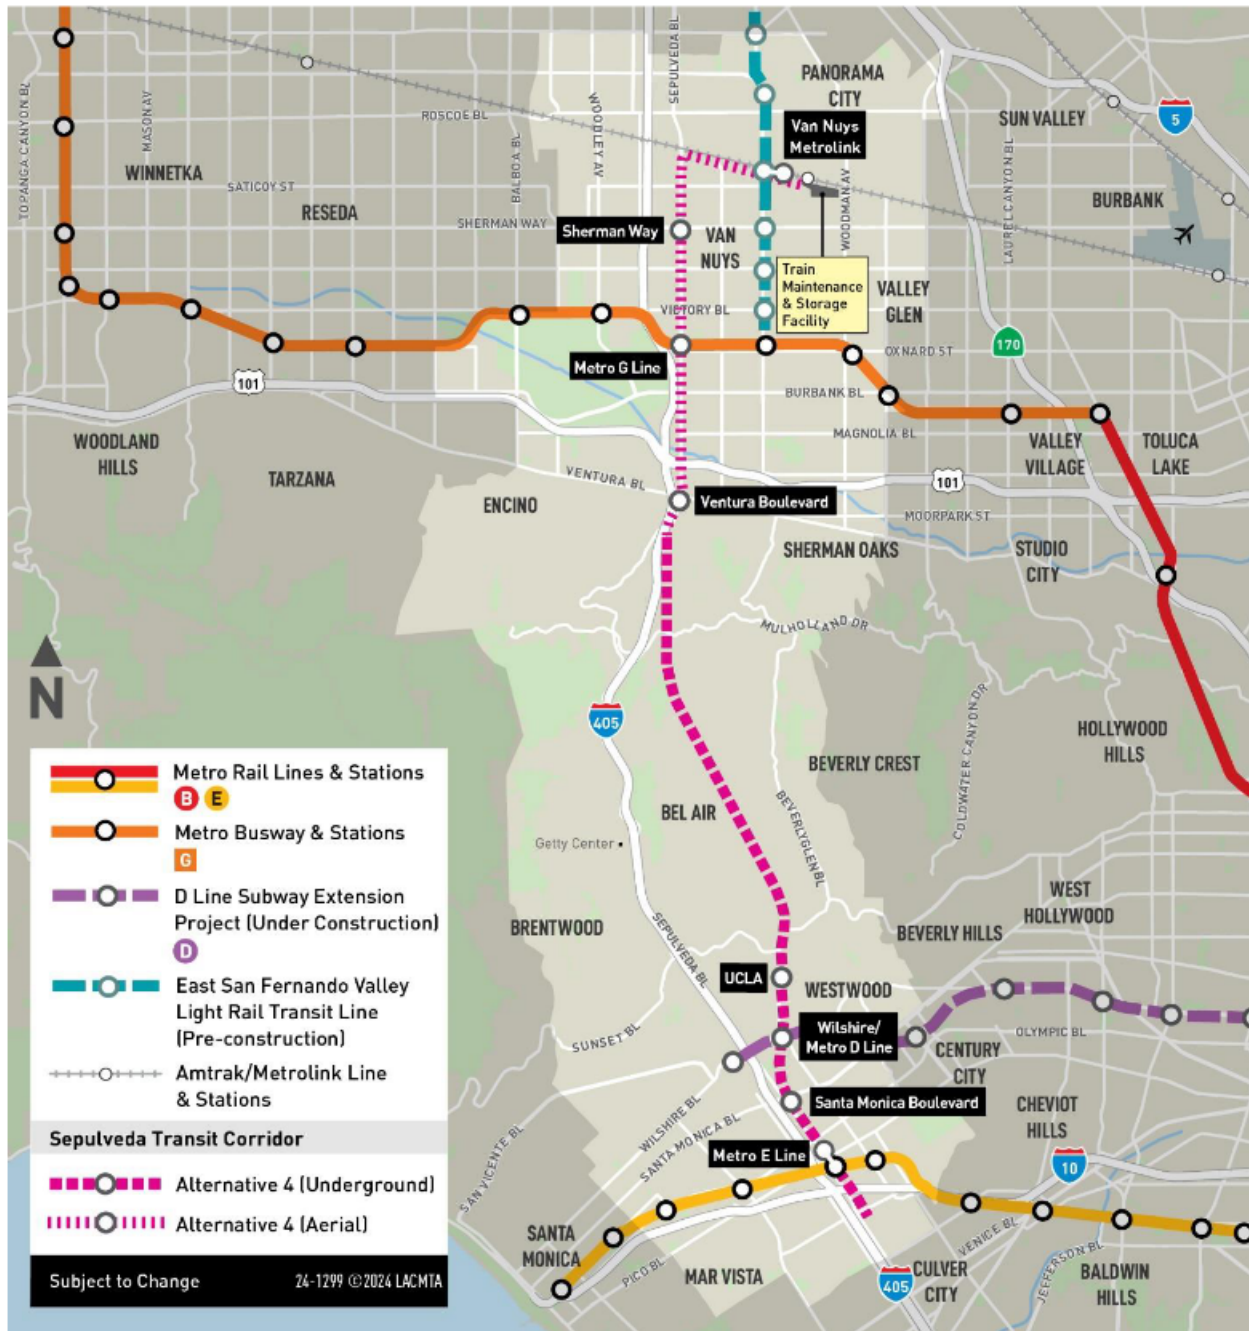 TOPANGA CANYON BL
MASON AV
WINNETKA
SATICOY ST
RESEDA
ROSCOE BL
BALBOA BL
WOODLEY AV
SHERMAN WAY
SEPULVEDA BL
PANORAMA
CITY
Van Nuys
Metrolink
SUN VALLEY
5
BURBANK
LAUREL CANYON BL
WOODMAN AV
Sherman Way
VAN
NUYS
Train
Maintenance
& Storage
Facility
VALLEY
GLEN
VICTORY BL
170
OXNARD ST
Metro G Line
101
BURBANK BL
MAGNOLIA BL
WOODLAND
HILLS
TARZANA
VENTURA BL
ENCINO
Ventura Boulevard
101
VALLEY
VILLAGE
TOLUCA
LAKE
MOORPARK ST
SHERMAN OAKS
STUDIO
CITY
MULHOLLAND DR
N
405
COLDWATER CANYON DR
HOLLYWOOD
HILLS
BEVERLY CREST
BEL AIR
BEVERLYGLEN BL
Getty Center
WEST
HOLLYWOOD
BRENTWOOD
BEVERLY HILLS
SEPULVEDA BL
UCLA
WESTWOOD
SUNSET BL
Wilshire/
Metro D Line
OLYMPIC BL
CENTURY
CITY
WILSHIRE BL
SANTA MONICA BL
Santa Monica Boulevard
CHEVIOT
HILLS
SAN VICENTE BL
Metro E Line
10
SANTA
MONICA
PICO BL
MAR VISTA
405
CULVER
CITY
VENICE BL
JEFFERSON BL
BALDWIN
HILLS
Metro Rail Lines & Stations
B E
Metro Busway & Stations
G
D Line Subway Extension
Project (Under Construction)
D
East San Fernando Valley
Light Rail Transit Line
(Pre-construction)
Amtrak/Metrolink Line
& Stations
Sepulveda Transit Corridor
Alternative 4 (Underground)
Alternative 4 (Aerial)
Subject to Change 24-1299 ©2024 LACMTA